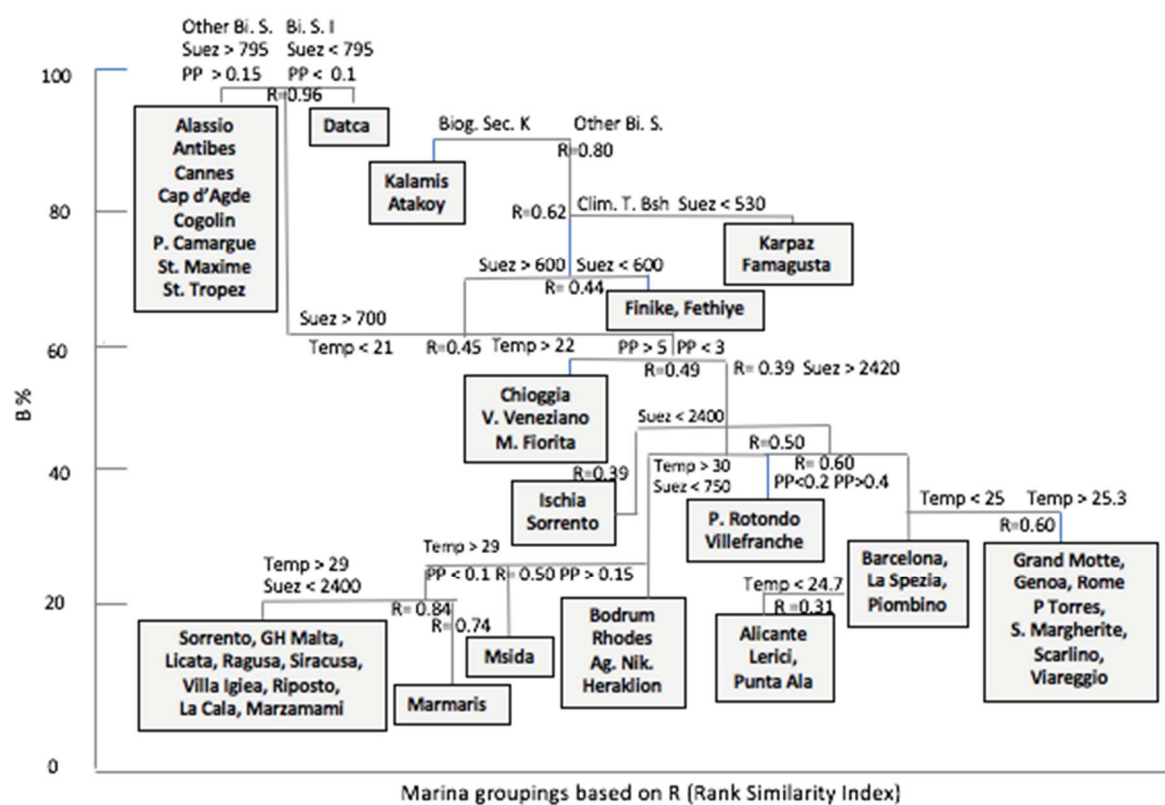 Other Bi. S. Bi. S. I
Suez > 795 Suez < 795
PP > 0.15 PP < 0.1
R=0.96
100
Alassio
Antibes
Cannes
Cap d’Agde
Cogolin
P. Camargue
St. Maxime
St. Tropez
Datca
Biog. Sec. K Other Bi. S.
R=0.80
Kalamis
Atakoy
80
R=0.62
Clim. T. Bsh Suez < 530
Karpaz
Famagusta
Suez > 600 Suez < 600
R= 0.44
Finike, Fethiye
Suez > 700
60
Temp < 21 R=0.45 Temp > 22 PP > 5 PP < 3
R=0.49 R= 0.39 Suez > 2420
B %
Chioggia
V. Veneziano
M. Fiorita
Suez < 2400
R=0.50
40
R=0.39
Temp > 30
Suez < 750
R= 0.60
PP<0.2 PP>0.4
Ischia
Sorrento
P. Rotondo
Villefranche
Temp < 25 Temp > 25.3
R=0.60
Barcelona,
La Spezia,
Piombino
Grand Motte,
Genoa, Rome
P Torres,
S. Margherite,
Scarlino,
Viareggio
Temp > 29
Suez < 2400
Temp > 29
PP < 0.1 R= 0.50 PP > 0.15
Temp < 24.7
R =0.31
20
R= 0.84
R= 0.74
Sorrento, GH Malta,
Licata, Ragusa, Siracusa,
Villa Igiea, Riposto,
La Cala, Marzamami
Marmaris
Msida
Bodrum
Rhodes
Ag. Nik.
Heraklion
Alicante
Lerici,
Punta Ala
0
Marina groupings based on R (Rank Similarity Index)